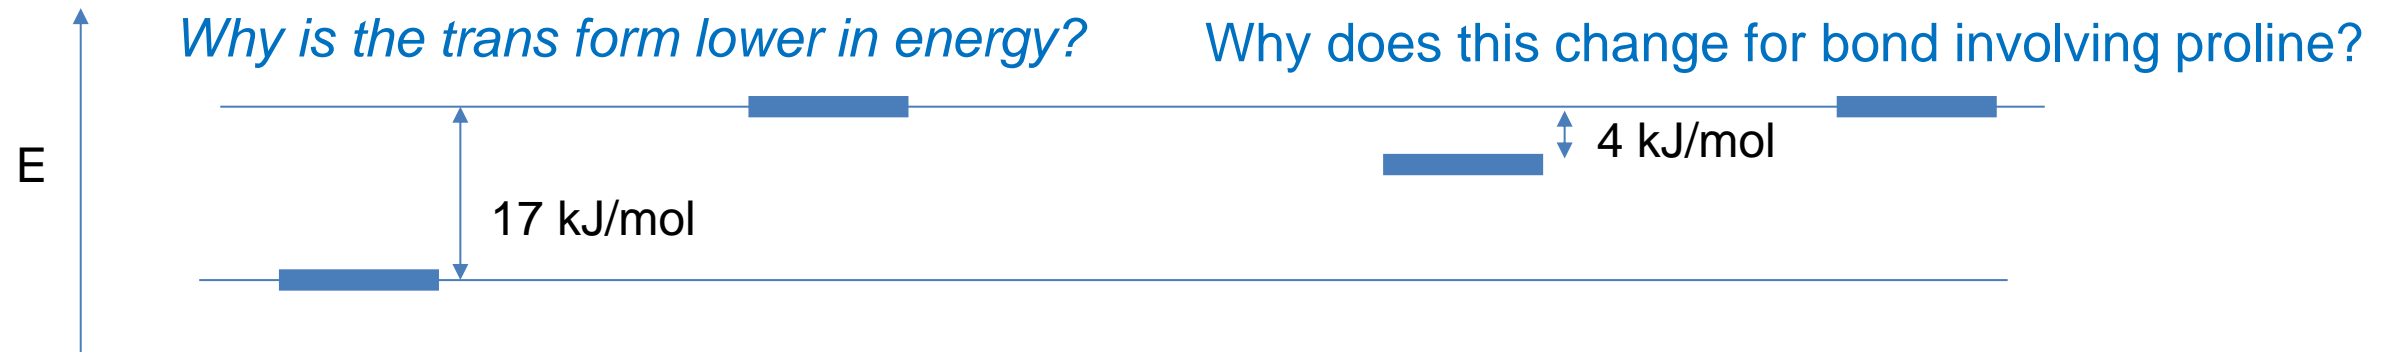 Why is the trans form lower in energy?
Why does this change for bond involving proline?
E
4 kJ/mol
17 kJ/mol